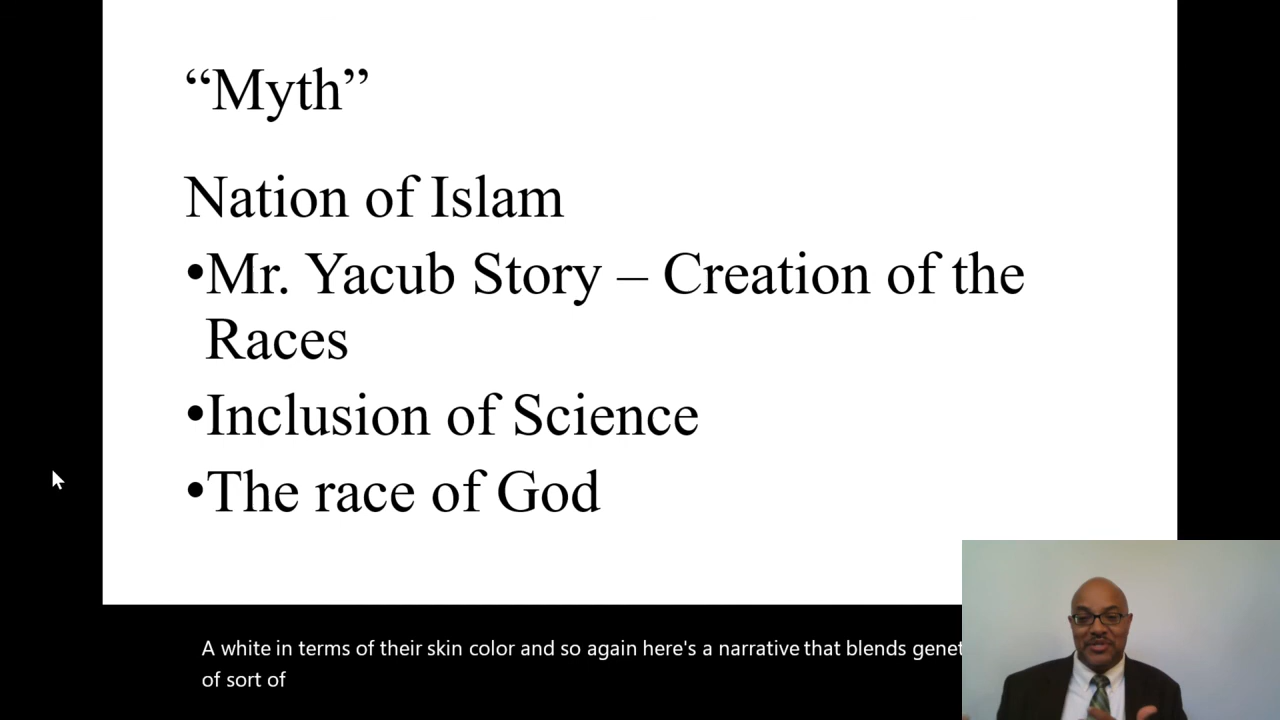 “Myth”
Nation of Islam
•Mr. Yacub Story – Creation of the
Races
•Inclusion of Science
•The race of God
A white in terms of their skin color and so again here's a narrative that blends
of sort of